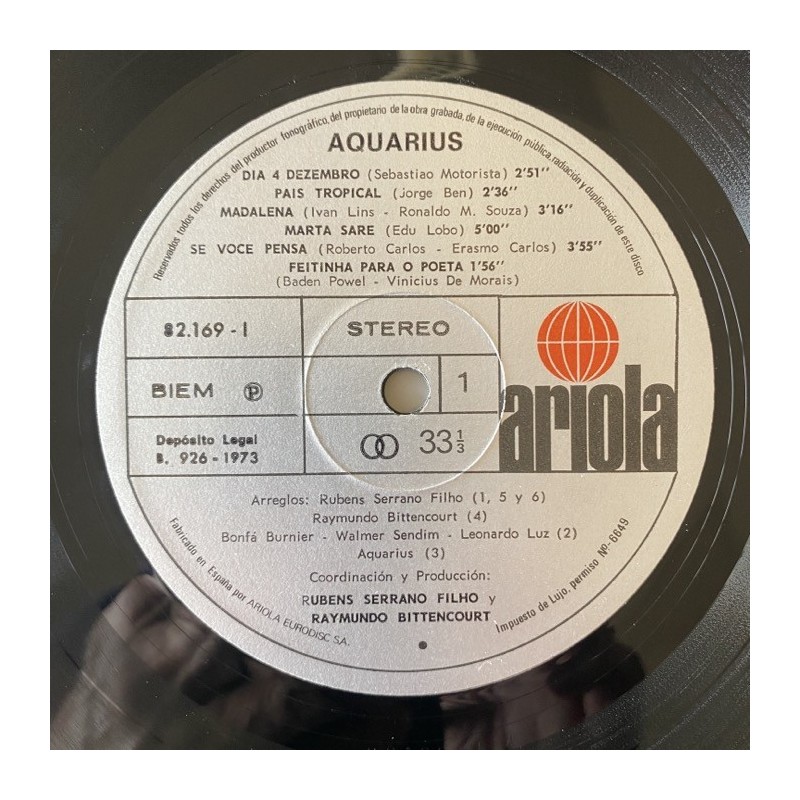 Reservados todos los derechos del productor fonográfico, del propietario de la obra grabada, de la ejecución pública, radiación y duplicación de este disco
AQUARIUS
DIA 4 DEZEMBRO (Sebastiao Motorista) 2'51''
PAIS TROPICAL (Jorge Ben) 2'36''
MADALENA (Ivan Lins - Ronaldo M. Souza) 3'16''
MARTA SARE (Edu Lobo) 5'00''
SE VOCE PENSA (Roberto Carlos - Erasmo Carlos) 3'55''
FEITINHA PARA O POETA 1'56''
(Baden Powel - Vinicius De Morais)
82.169 - I
STEREO
BIEM Ⓟ
1
ariola
Depósito Legal
B. 926 - 1973
33 1/3
Arreglos: Rubens Serrano Filho (1, 5 y 6)
Raymundo Bittencourt (4)
Bonfá Burnier - Walmer Sendim - Leonardo Luz (2)
Aquarius (3)
Coordinación y Producción:
RUBENS SERRANO FILHO y
RAYMUNDO BITTENCOURT
Fabricado en España por ARIOLA EURODISC S.A.
Impuesto de Lujo, permiso Nº-6649